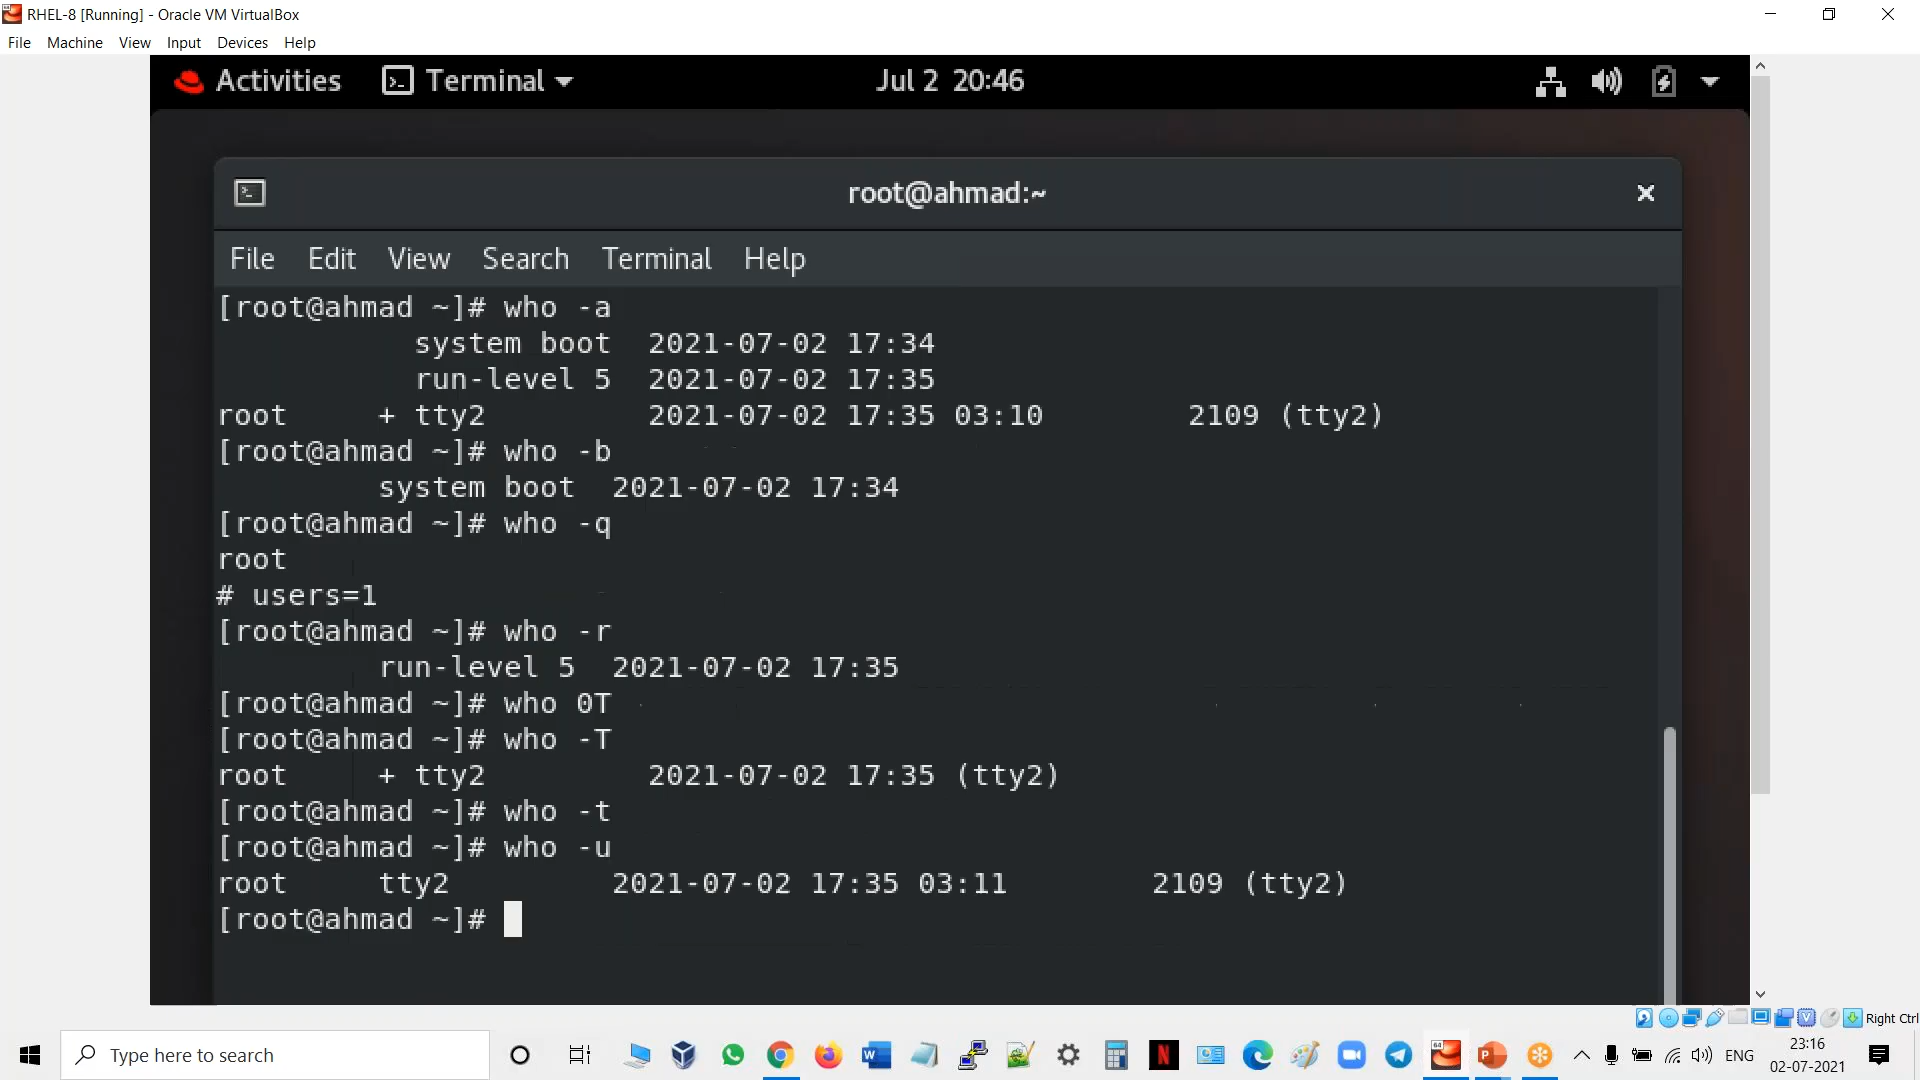 RHEL-8 [Running] - Oracle VM VirtualBox
File Machine View Input Devices Help
Activities Terminal Jul 2 20:46
root@ahmad:~
File Edit View Search Terminal Help
[root@ahmad ~]# who -a
system boot 2021-07-02 17:34
run-level 5 2021-07-02 17:35
root + tty2 2021-07-02 17:35 03:10 2109 (tty2)
[root@ahmad ~]# who -b
system boot 2021-07-02 17:34
[root@ahmad ~]# who -q
root
# users=1
[root@ahmad ~]# who -r
run-level 5 2021-07-02 17:35
[root@ahmad ~]# who 0T
[root@ahmad ~]# who -T
root + tty2 2021-07-02 17:35 (tty2)
[root@ahmad ~]# who -t
[root@ahmad ~]# who -u
root tty2 2021-07-02 17:35 03:11 2109 (tty2)
[root@ahmad ~]#
Right Ctrl
Type here to search
ENG
23:16
02-07-2021